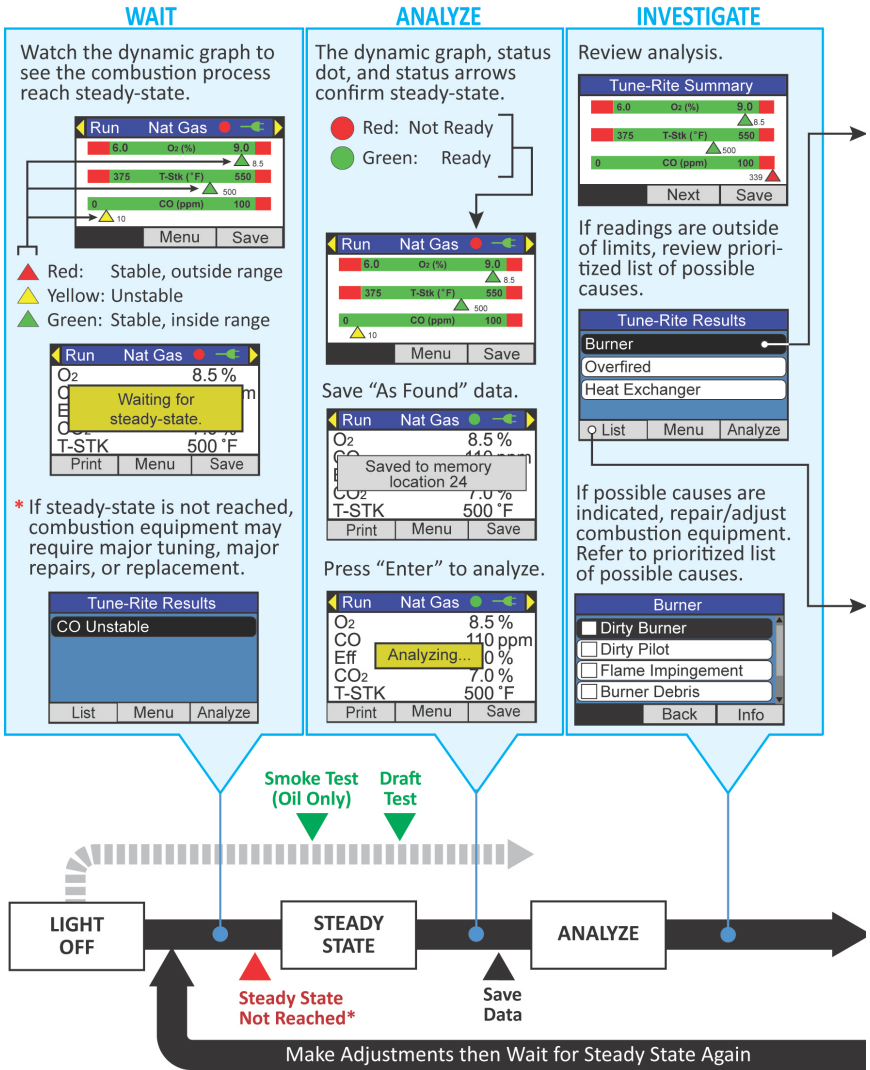 WAIT
Watch the dynamic graph to
see the combustion process
reach steady-state.
Run Nat Gas
6.0 O2 (%) 9.0
8.5
375 T-Stk (°F) 550
500
0 CO (ppm) 100
10
Menu Save
Red: Stable, outside range
Yellow: Unstable
Green: Stable, inside range
Run Nat Gas
O2 8.5 %
C m
E
Waiting for
steady-state.
T-STK 500 °F
Print Menu Save
* If steady-state is not reached,
combustion equipment may
require major tuning, major
repairs, or replacement.
Tune-Rite Results
CO Unstable
List Menu Analyze
ANALYZE
The dynamic graph, status
dot, and status arrows
confirm steady-state.
Red: Not Ready
Green: Ready
Run Nat Gas
6.0 O2 (%) 9.0
8.5
375 T-Stk (°F) 550
500
0 CO (ppm) 100
10
Menu Save
Save “As Found” data.
Run Nat Gas
O2 8.5 %
CO 110 ppm
Saved to memory
location 24
CO2 7.0 %
T-STK 500 °F
Print Menu Save
Press “Enter” to analyze.
Run Nat Gas
O2 8.5 %
CO 110 ppm
Eff 0 %
Analyzing...
CO2 7.0 %
T-STK 500 °F
Print Menu Save
INVESTIGATE
Review analysis.
Tune-Rite Summary
6.0 O2 (%) 9.0
8.5
375 T-Stk (°F) 550
500
0 CO (ppm) 100
339
Next Save
If readings are outside
of limits, review priori-
tized list of possible
causes.
Tune-Rite Results
Burner
Overfired
Heat Exchanger
List Menu Analyze
If possible causes are
indicated, repair/adjust
combustion equipment.
Refer to prioritized list
of possible causes.
Burner
Dirty Burner
Dirty Pilot
Flame Impingement
Burner Debris
Back Info
Smoke Test
(Oil Only)
Draft
Test
LIGHT
OFF
STEADY
STATE
ANALYZE
Steady State
Not Reached*
Save
Data
Make Adjustments then Wait for Steady State Again